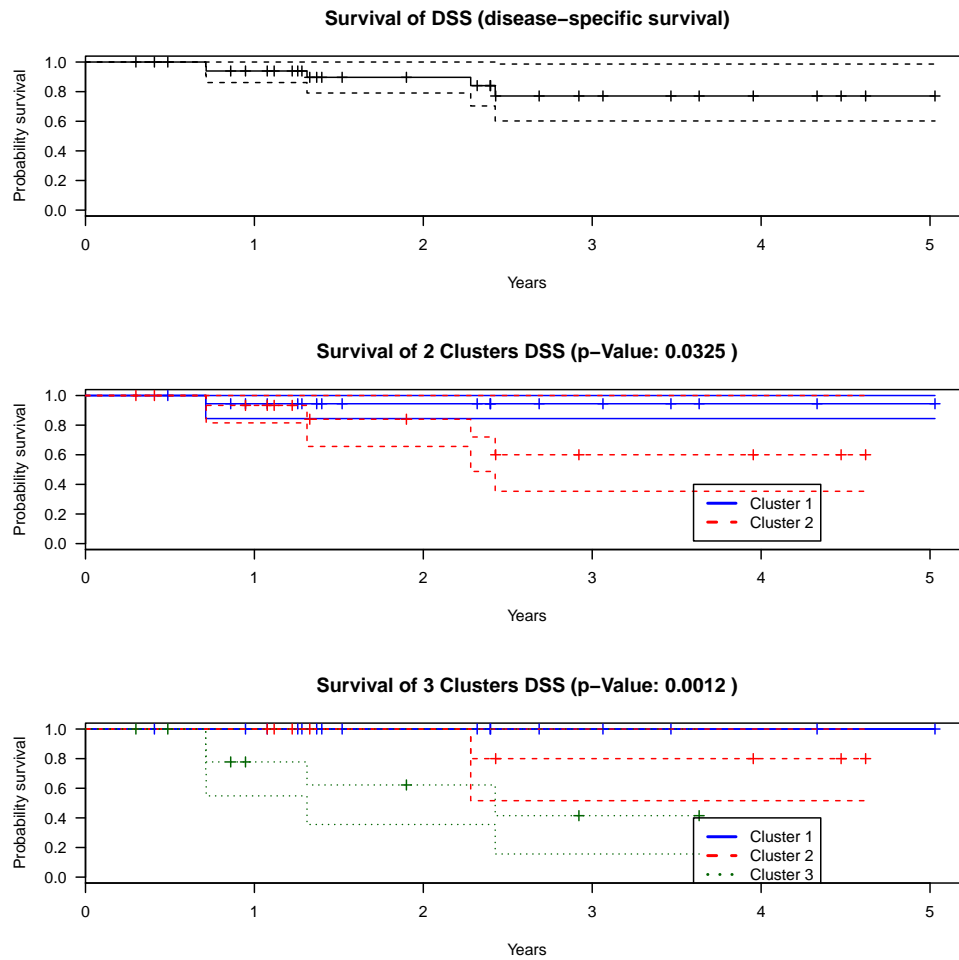 Survival of DSS (disease−specific survival)
Probability survival
1.0
0.8
0.6
0.4
0.2
0.0
0 1 2 3 4 5
Years
Survival of 2 Clusters DSS (p−Value: 0.0325 )
Probability survival
1.0
0.8
0.6
0.4
0.2
0.0
Cluster 1
Cluster 2
0 1 2 3 4 5
Years
Survival of 3 Clusters DSS (p−Value: 0.0012 )
Probability survival
1.0
0.8
0.6
0.4
0.2
0.0
Cluster 1
Cluster 2
Cluster 3
0 1 2 3 4 5
Years